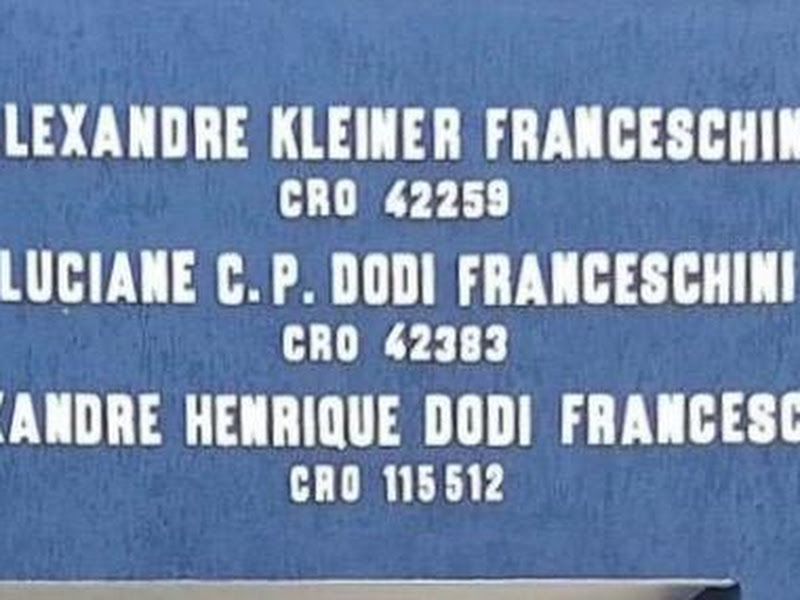 LEXANDRE KLEINER FRANCESCHIN
CRO 42259
LUCIANE C. P. DODI FRANCESCHINI
CRO 42383
XANDRE HENRIQUE DODI FRANCESC
CRO 115512